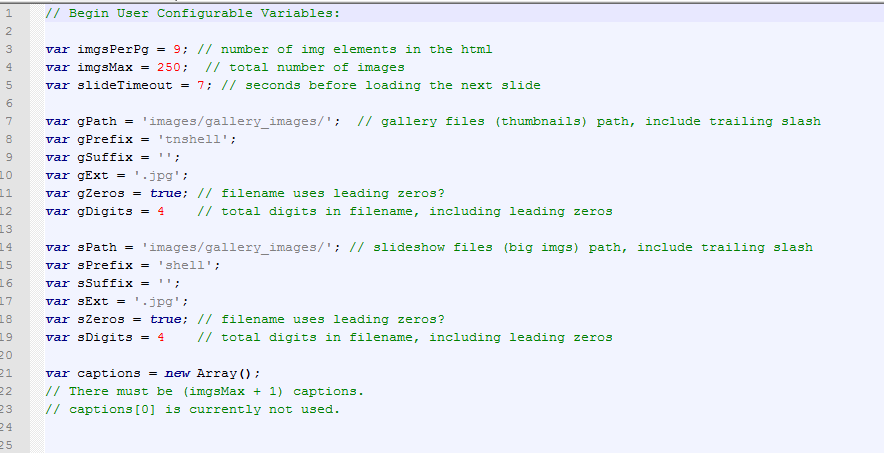 1 // Begin User Configurable Variables:
2
3 var imgsPerPg = 9; // number of img elements in the html
4 var imgsMax = 250;  // total number of images
5 var slideTimeout = 7; // seconds before loading the next slide
6
7 var gPath = 'images/gallery_images/';  // gallery files (thumbnails) path, include trailing slash
8 var gPrefix = 'tnshell';
9 var gSuffix = '';
10 var gExt = '.jpg';
11 var gZeros = true; // filename uses leading zeros?
12 var gDigits = 4    // total digits in filename, including leading zeros
13
14 var sPath = 'images/gallery_images/'; // slideshow files (big imgs) path, include trailing slash
15 var sPrefix = 'shell';
16 var sSuffix = '';
17 var sExt = '.jpg';
18 var sZeros = true; // filename uses leading zeros?
19 var sDigits = 4    // total digits in filename, including leading zeros
20
21 var captions = new Array();
22 // There must be (imgsMax + 1) captions.
23 // captions[0] is currently not used.
24
25